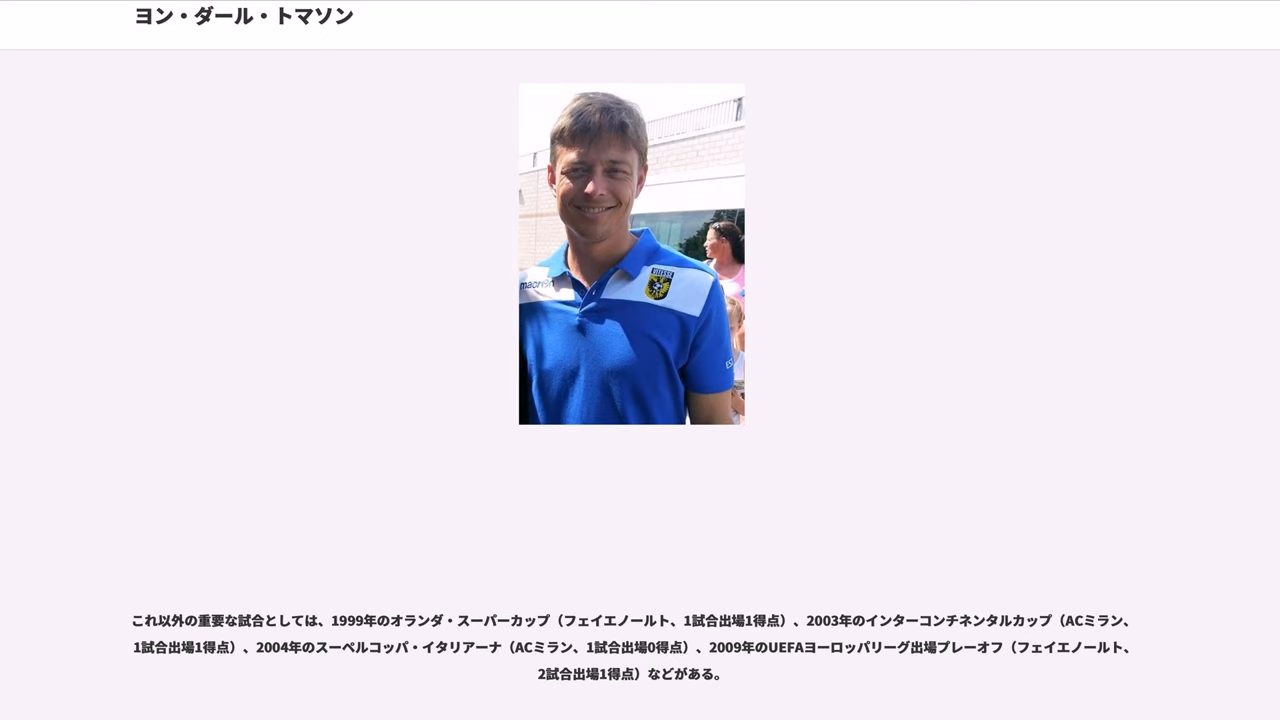 ヨン・ダール・トマソン
macron
VITESSE
ES
これ以外の重要な試合としては、1999年のオランダ・スーパーカップ（フェイエノールト、1試合出場1得点）、2003年のインターコンチネンタルカップ（ACミラン、
1試合出場1得点）、2004年のスーペルコッパ・イタリアーナ（ACミラン、1試合出場0得点）、2009年のUEFAヨーロッパリーグ出場プレーオフ（フェイエノールト、
2試合出場1得点）などがある。